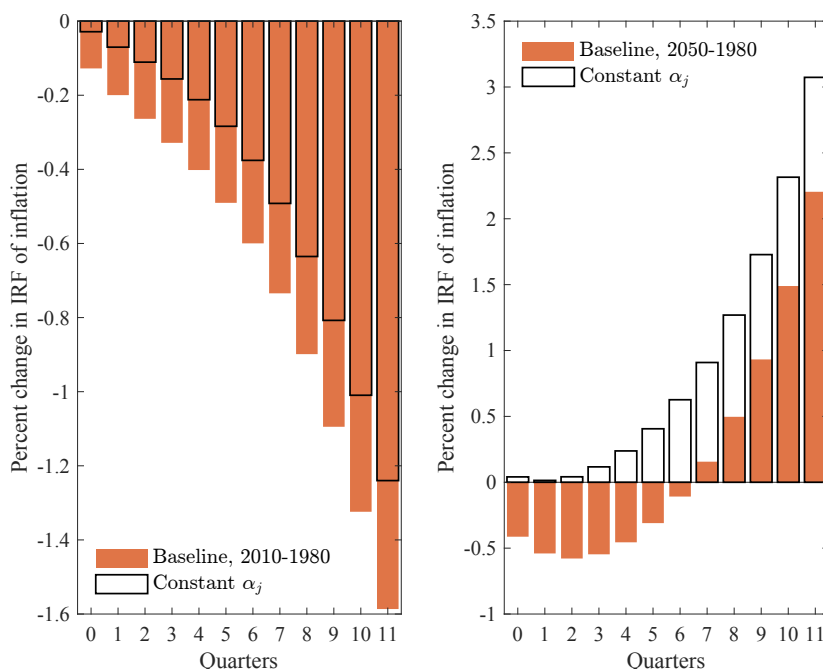 Percent change in IRF of inflation
0
-0.2
-0.4
-0.6
-0.8
-1
-1.2
-1.4
-1.6
Baseline, 2010-1980
Constant αj
0 1 2 3 4 5 6 7 8 9 10 11
Quarters
Percent change in IRF of inflation
3.5
3
2.5
2
1.5
1
0.5
0
-0.5
-1
Baseline, 2050-1980
Constant αj
0 1 2 3 4 5 6 7 8 9 10 11
Quarters